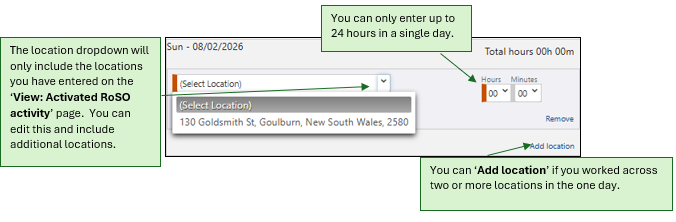 You can only enter up to
24 hours in a single day.
The location dropdown will
only include the locations
you have entered on the
‘View: Activated RoSO
activity’ page.  You can
edit this and include
additional locations.
Sun - 08/02/2026
Total hours 00h 00m
(Select Location)
Hours Minutes
00 00
(Select Location)
130 Goldsmith St, Goulburn, New South Wales, 2580
Remove
Add location
You can ‘Add location’ if you worked across
two or more locations in the one day.